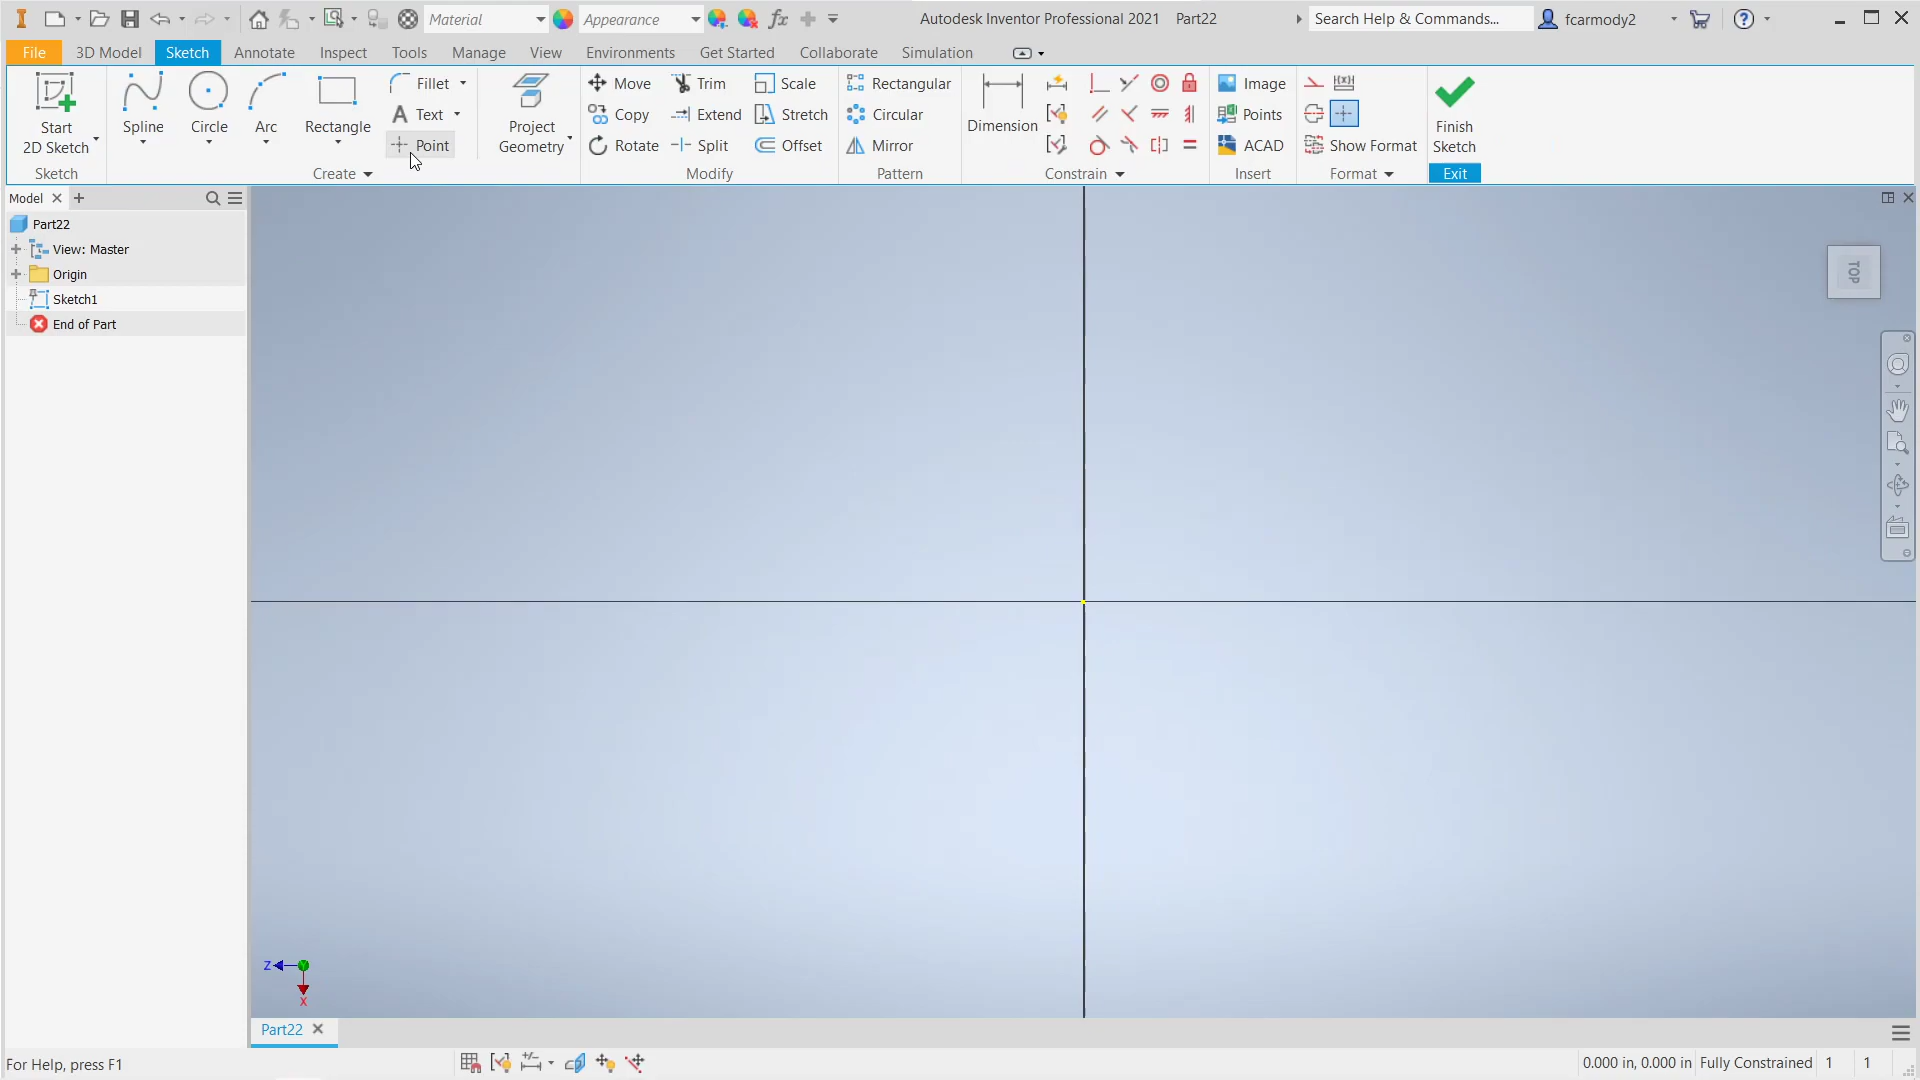 Material
Appearance
Autodesk Inventor Professional 2021 Part22
Search Help & Commands...
fcarmody2
File 3D Model Sketch Annotate Inspect Tools Manage View Environments Get Started Collaborate Simulation
Start
2D Sketch
Spline
Circle
Arc
Rectangle
Fillet
Text
Point
Project
Geometry
Move
Copy
Rotate
Trim
Extend
Split
Scale
Stretch
Offset
Rectangular
Circular
Mirror
Dimension
Image
Points
ACAD
Show Format
Finish
Sketch
Sketch Create Modify Pattern Constrain Insert Format Exit
Model
Part22
View: Master
Origin
Sketch1
End of Part
TOP
Z
X
Part22
For Help, press F1
0.000 in, 0.000 in Fully Constrained 1 1